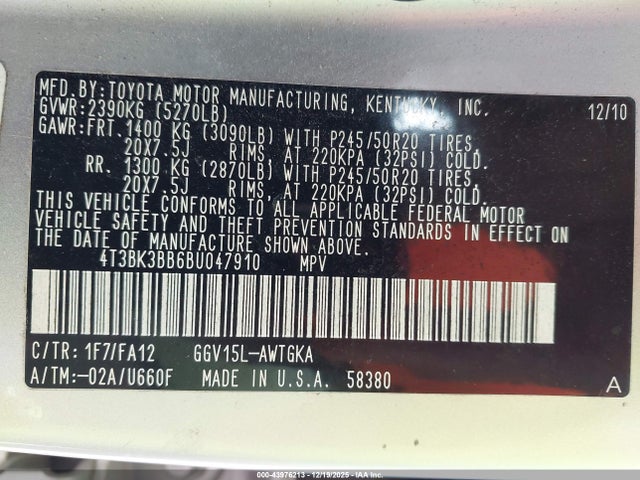 MFD.BY:TOYOTA MOTOR MANUFACTURING, KENTUCKY, INC.
GVWR:2390KG (5270LB) 12/10
GAWR:FRT.1400 KG (3090LB) WITH P245/50R20 TIRES,
20X7.5J RIMS, AT 220KPA (32PSI) COLD.
RR. 1300 KG (2870LB) WITH P245/50R20 TIRES,
20X7.5J RIMS, AT 220KPA (32PSI) COLD.
THIS VEHICLE CONFORMS TO ALL APPLICABLE FEDERAL MOTOR
VEHICLE SAFETY AND THEFT PREVENTION STANDARDS IN EFFECT ON
THE DATE OF MANUFACTURE SHOWN ABOVE.
4T3BK3BB6BU047910 MPV
C/TR: 1F7/FA12 GGV15L-AWTGKA
A/TM:-02A/U660F MADE IN U.S.A. 58380 A
000-43976213 - 12/19/2025 - IAA Inc.